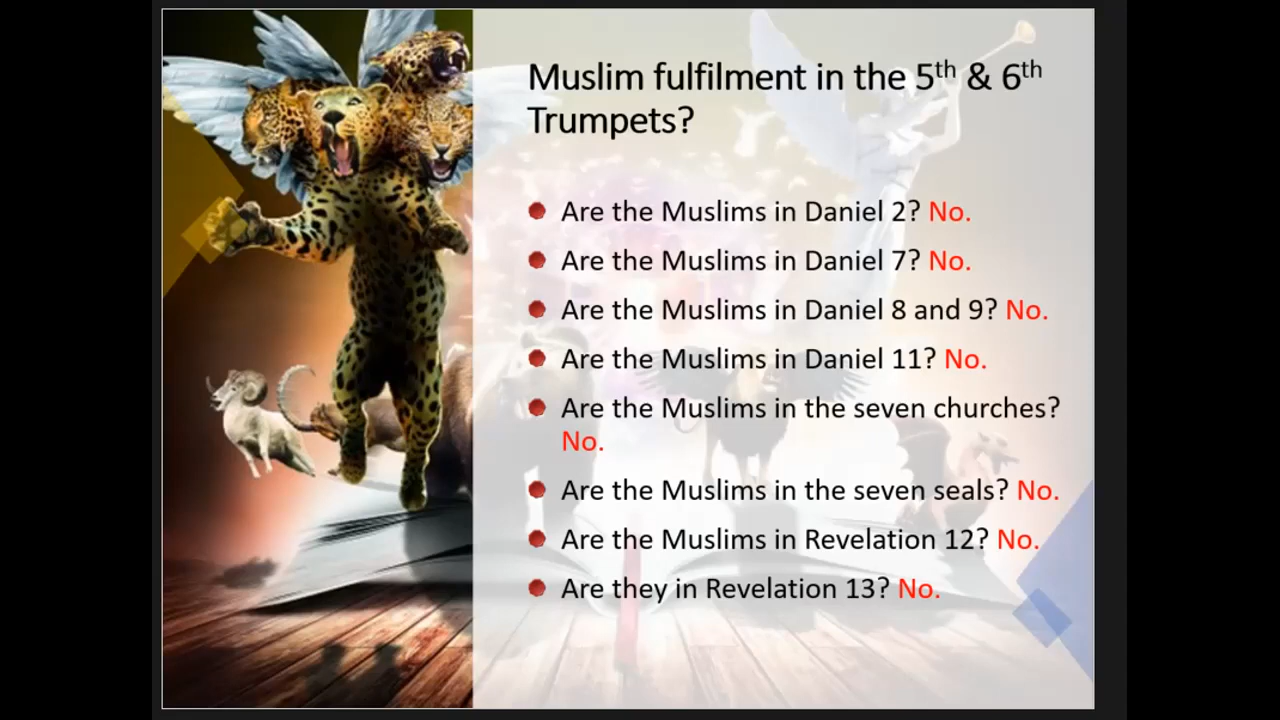 Muslim fulfilment in the 5th & 6th
Trumpets?
Are the Muslims in Daniel 2? No.
Are the Muslims in Daniel 7? No.
Are the Muslims in Daniel 8 and 9? No.
Are the Muslims in Daniel 11? No.
Are the Muslims in the seven churches?
No.
Are the Muslims in the seven seals? No.
Are the Muslims in Revelation 12? No.
Are they in Revelation 13? No.